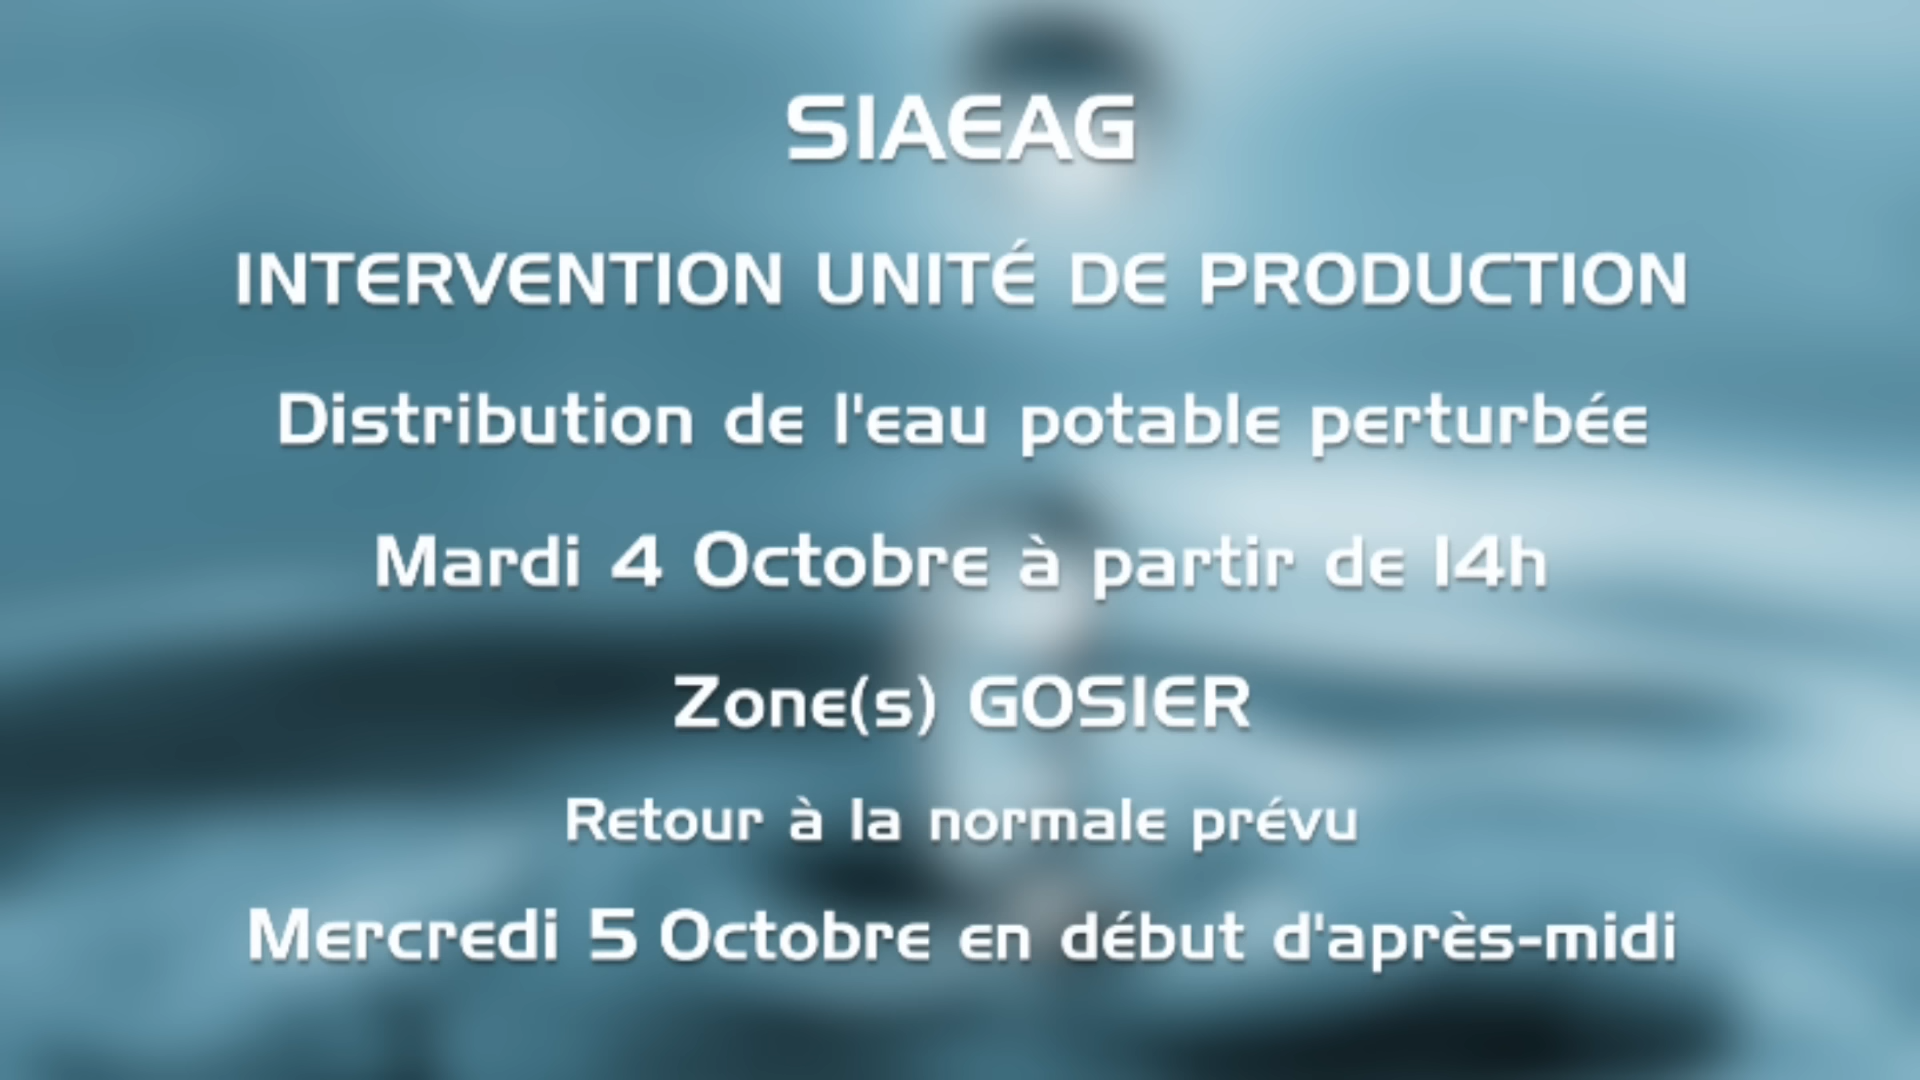 SIAEAG
INTERVENTION UNITÉ DE PRODUCTION
Distribution de l'eau potable perturbée
Mardi 4 Octobre à partir de 14h
Zone(s) GOSIER
Retour à la normale prévu
Mercredi 5 Octobre en début d'après-midi